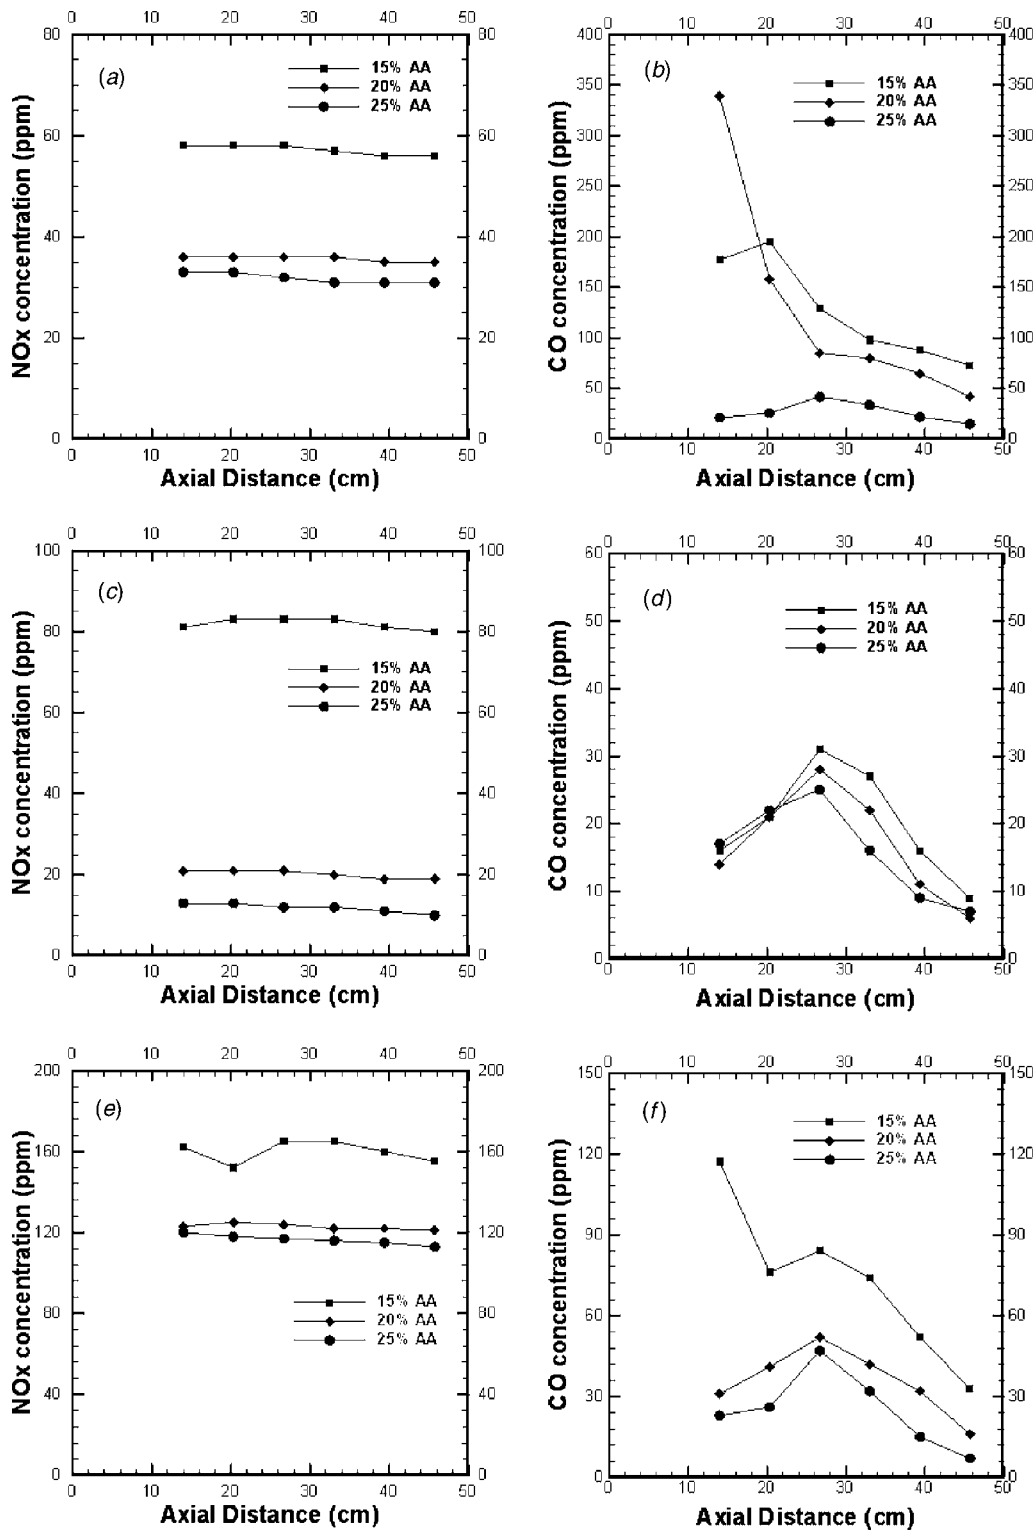 0 10 20 30 40 50
80 80
(a)
15% AA
20% AA
25% AA
60 60
40 40
20 20
0 0
0 10 20 30 40 50
NOx concentration (ppm)
Axial Distance (cm)
0 10 20 30 40 50
400 400
(b)
15% AA
20% AA
25% AA
350 350
300 300
250 250
200 200
150 150
100 100
50 50
0 0
0 10 20 30 40 50
CO concentration (ppm)
Axial Distance (cm)
0 10 20 30 40 50
100 100
(c)
80 80
15% AA
20% AA
25% AA
60 60
40 40
20 20
0 0
0 10 20 30 40 50
NOx concentration (ppm)
Axial Distance (cm)
0 10 20 30 40 50
60 60
(d)
15% AA
20% AA
25% AA
50 50
40 40
30 30
20 20
10 10
0 0
0 10 20 30 40 50
CO concentration (ppm)
Axial Distance (cm)
0 10 20 30 40 50
200 200
(e)
160 160
120 120
15% AA
20% AA
25% AA
80 80
40 40
0 0
0 10 20 30 40 50
NOx concentration (ppm)
Axial Distance (cm)
0 10 20 30 40 50
150 150
(f)
15% AA
20% AA
25% AA
120 120
90 90
60 60
30 30
0 0
0 10 20 30 40 50
CO concentration (ppm)
Axial Distance (cm)